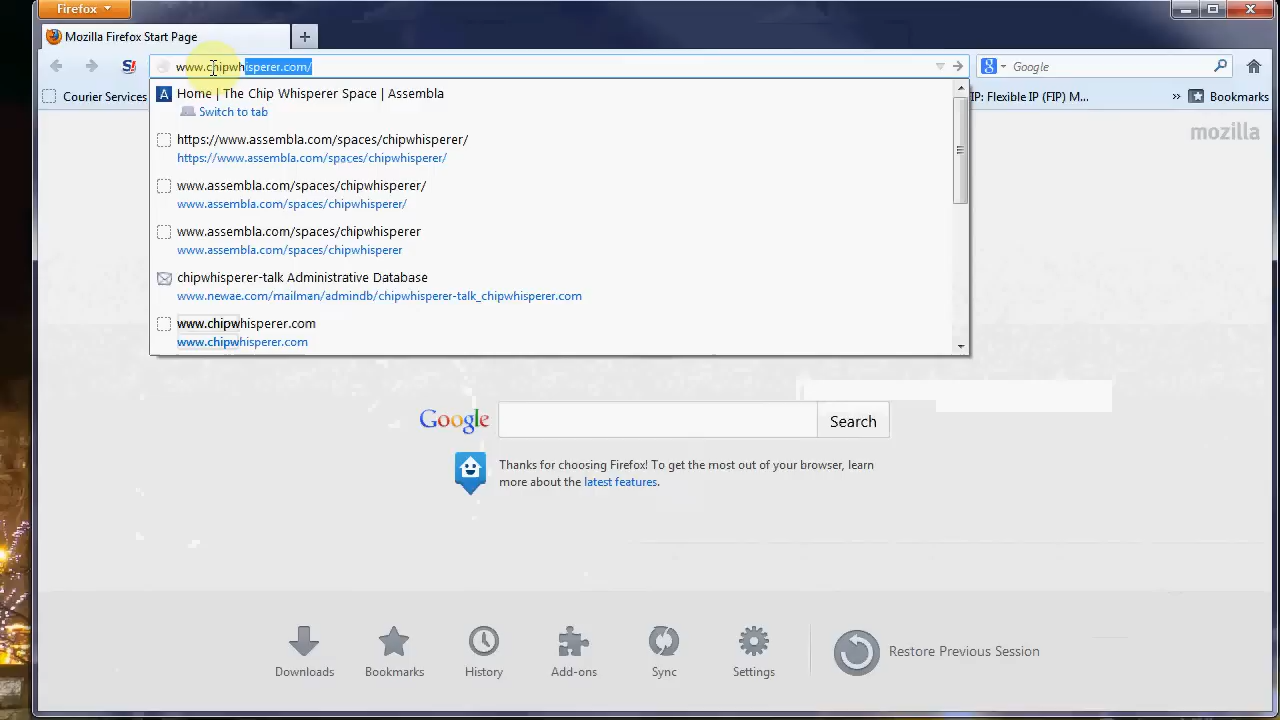 Firefox
Mozilla Firefox Start Page
www.chipwhisperer.com/
Google
Courier Services
IP: Flexible IP (FIP) M...
Bookmarks
Home | The Chip Whisperer Space | Assembla
Switch to tab
https://www.assembla.com/spaces/chipwhisperer/
https://www.assembla.com/spaces/chipwhisperer/
www.assembla.com/spaces/chipwhisperer/
www.assembla.com/spaces/chipwhisperer/
www.assembla.com/spaces/chipwhisperer
www.assembla.com/spaces/chipwhisperer
chipwhisperer-talk Administrative Database
www.newae.com/mailman/admindb/chipwhisperer-talk_chipwhisperer.com
www.chipwhisperer.com
www.chipwhisperer.com
mozilla
Google
Search
Thanks for choosing Firefox! To get the most out of your browser, learn
more about the latest features.
Downloads
Bookmarks
History
Add-ons
Sync
Settings
Restore Previous Session